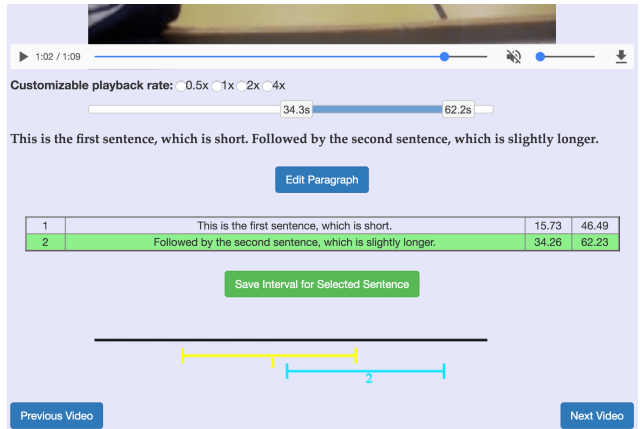 1:02 / 1:09
Customizable playback rate: 0.5x 1x 2x 4x
34.3s 62.2s
This is the first sentence, which is short. Followed by the second sentence, which is slightly longer.
Edit Paragraph
1 This is the first sentence, which is short. 15.73 46.49
2 Followed by the second sentence, which is slightly longer. 34.26 62.23
Save Interval for Selected Sentence
1
2
Previous Video Next Video